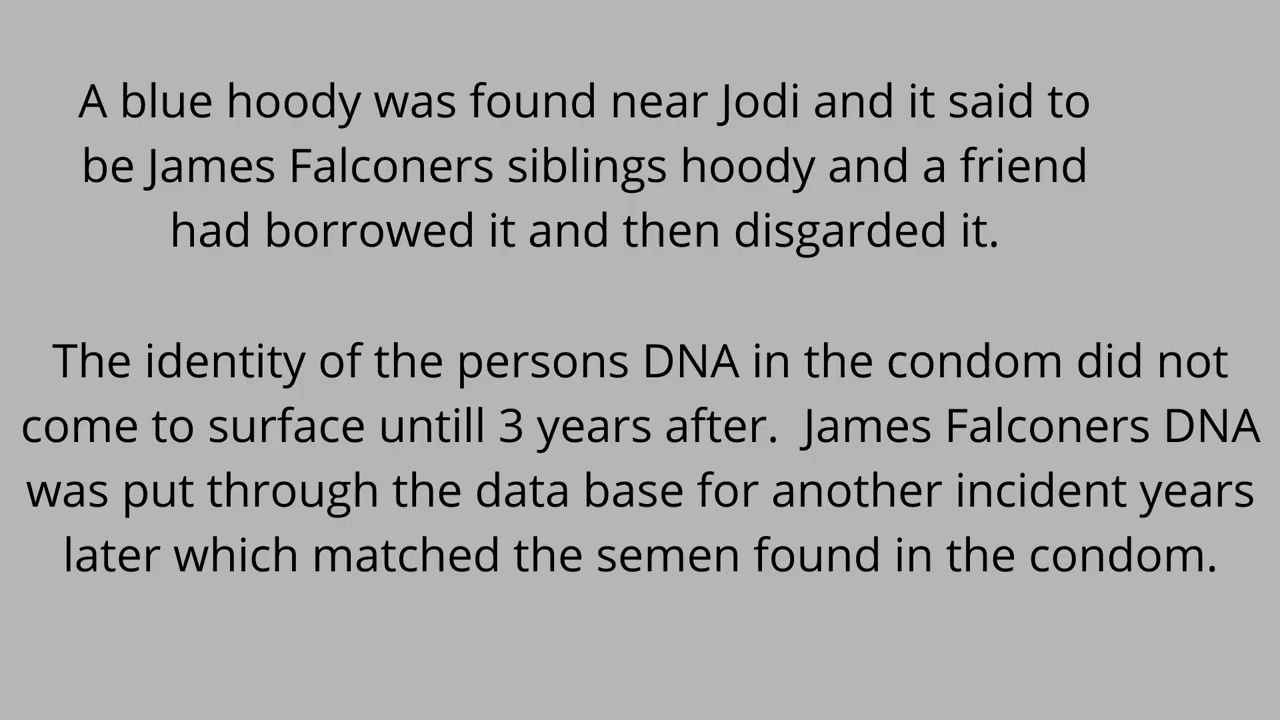 A blue hoody was found near Jodi and it said to
be James Falconers siblings hoody and a friend
had borrowed it and then disgarded it.
The identity of the persons DNA in the condom did not
come to surface untill 3 years after. James Falconers DNA
was put through the data base for another incident years
later which matched the semen found in the condom.